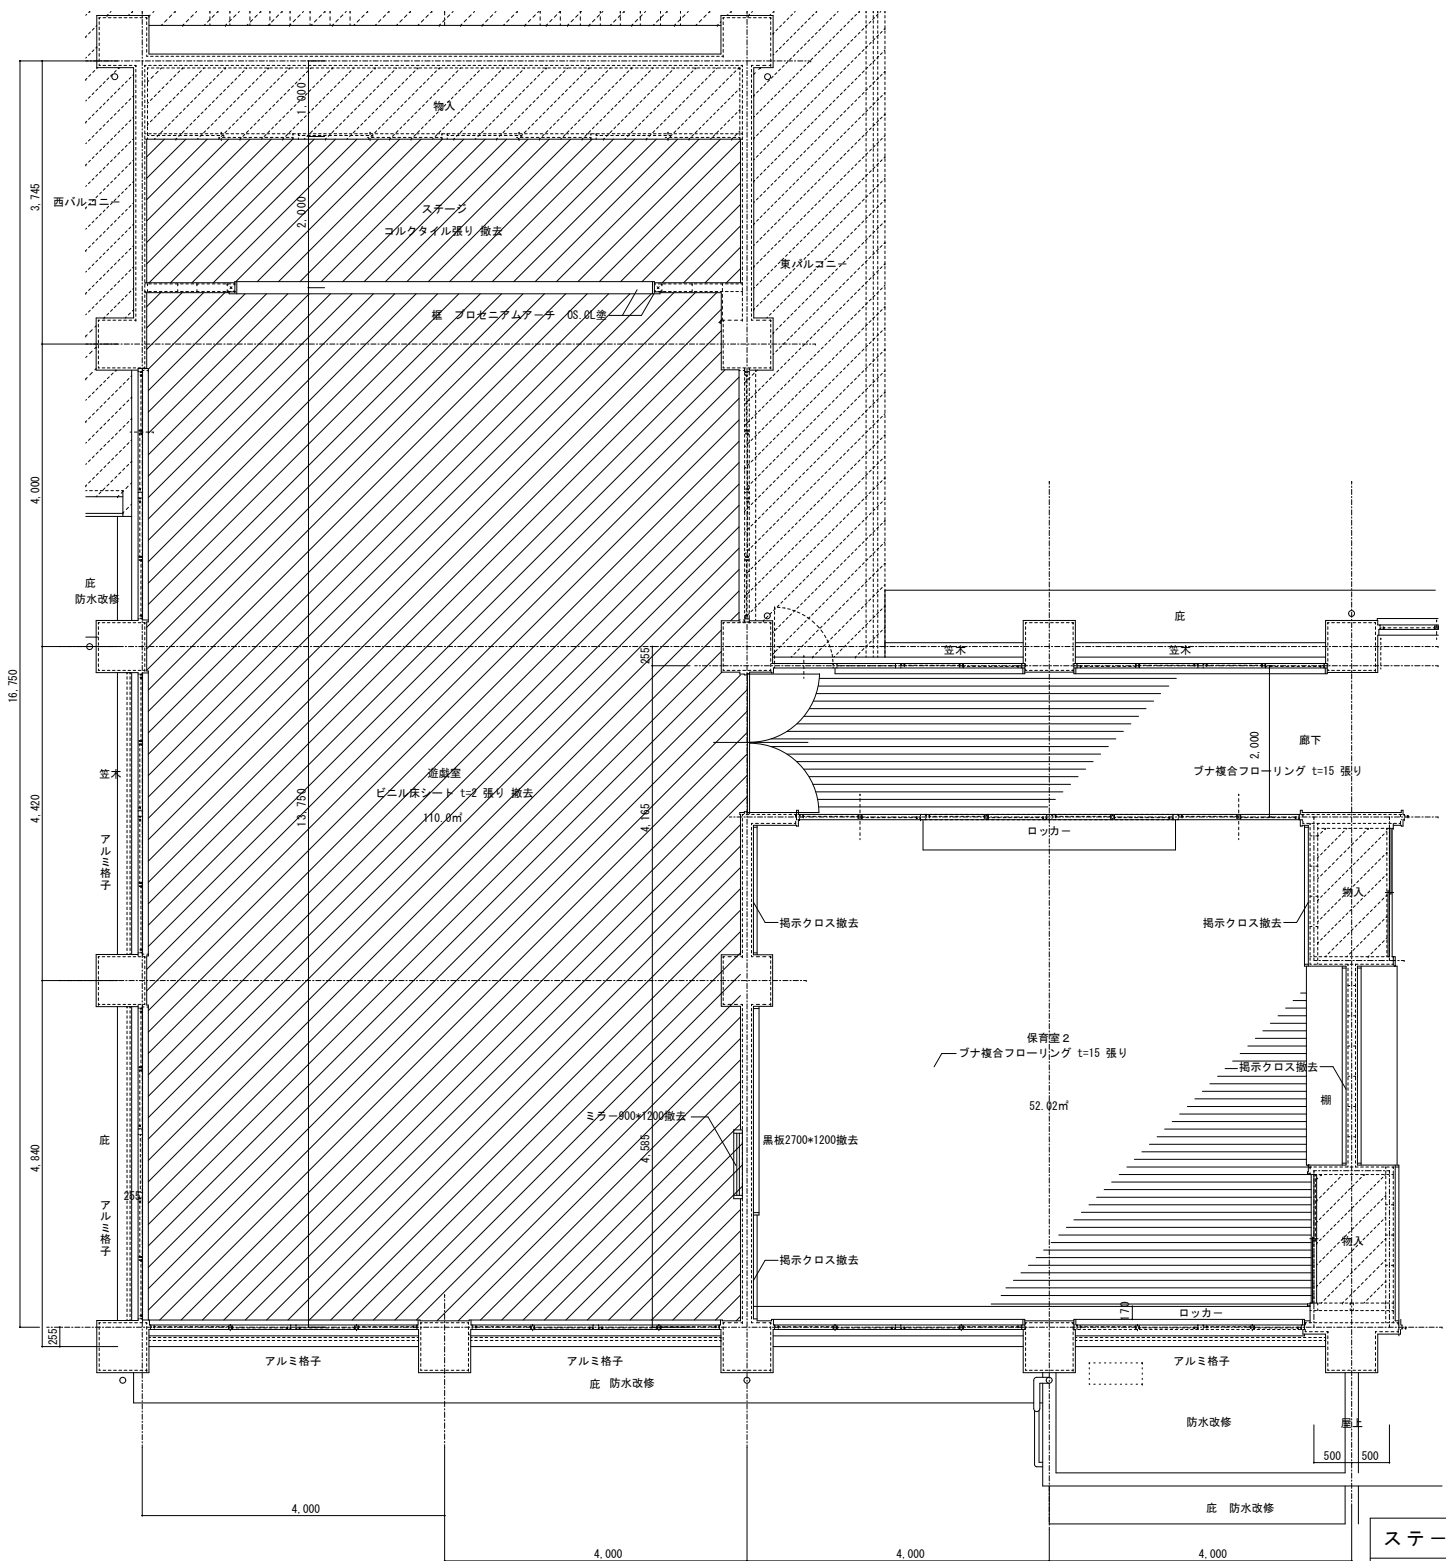 1,000
物入
3,745
西バルコニー
2,000
ステージ
コルクタイル張り 撤去
東バルコニー
框 プロセニアムアーチ OS.CL塗
4,000
庇
防水改修
庇
笠木
笠木
255
16,750
2,000
廊下
ブナ複合フローリング t=15 張り
笠木
遊戯室
ビニル床シート t=2 張り 撤去
110.0㎡
13,750
4,420
4,165
アルミ格子
ロッカー
物入
掲示クロス撤去
掲示クロス撤去
保育室2
ブナ複合フローリング t=15 張り
掲示クロス撤去
52.02㎡
棚
ミラー900*1200撤去
黒板2700*1200撤去
4,585
4,840
庇
255
アルミ格子
物入
掲示クロス撤去
170
ロッカー
255
アルミ格子
アルミ格子
アルミ格子
庇 防水改修
防水改修
屋上
500
500
4,000
庇 防水改修
ステー
4,000
4,000
4,000